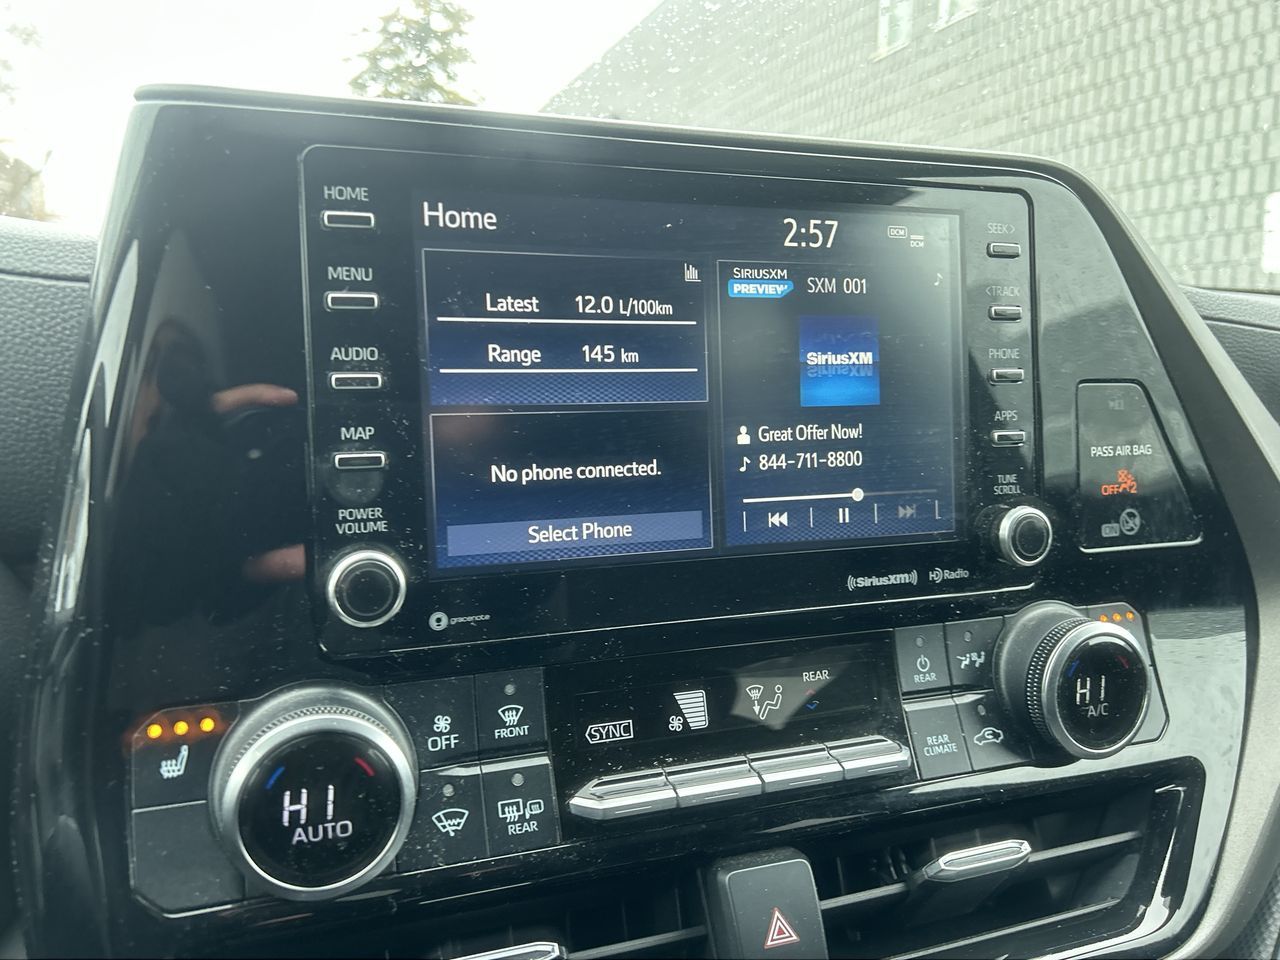 HOME
MENU
AUDIO
MAP
POWER
VOLUME
Home
2:57
DCM
DCM
Latest 12.0 L/100km
Range 145 km
No phone connected.
Select Phone
SIRIUSXM
PREVIEW
SXM 001
SiriusXM
Great Offer Now!
844-711-8800
SEEK>
<TRACK
PHONE
APPS
TUNE
SCROLL
PASS AIR BAG
OFF 2
ON
gracenote
((SiriusXM))
HD Radio
HI
AUTO
OFF
FRONT
REAR
SYNC
REAR
REAR
REAR
CLIMATE
HI
A/C